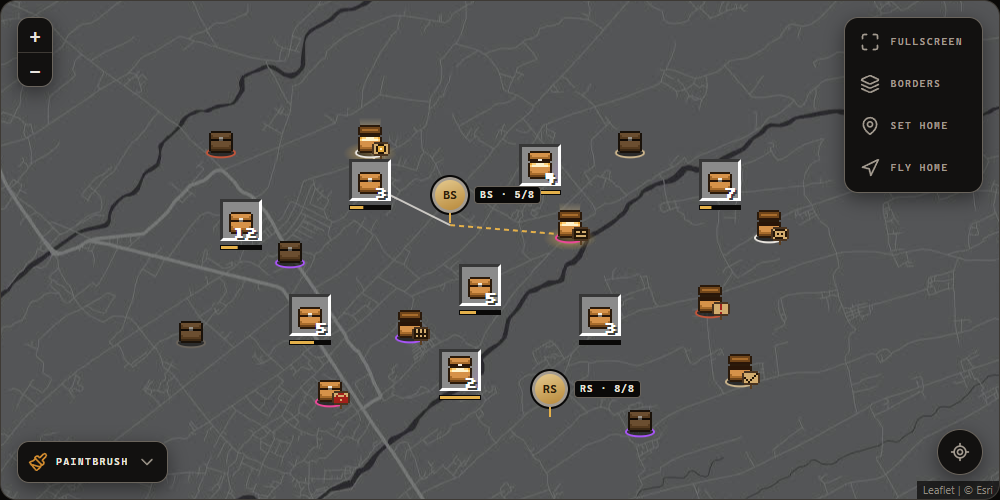 +
−
FULLSCREEN
BORDERS
SET HOME
FLY HOME
3
7
BS
BS · 5/8
12
5
5
3
2
RS
RS · 8/8
PAINTBRUSH
Leaflet | © Esri